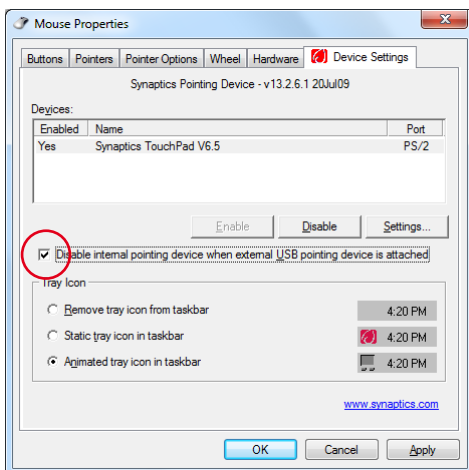 Mouse Properties
Buttons Pointers Pointer Options Wheel Hardware Device Settings
Synaptics Pointing Device - v13.2.6.1 20Jul09
Devices:
Enabled Name Port
Yes Synaptics TouchPad V6.5 PS/2
Enable Disable Settings...
Disable internal pointing device when external USB pointing device is attached
Tray Icon
Remove tray icon from taskbar 4:20 PM
Static tray icon in taskbar 4:20 PM
Animated tray icon in taskbar 4:20 PM
www.synaptics.com
OK Cancel Apply